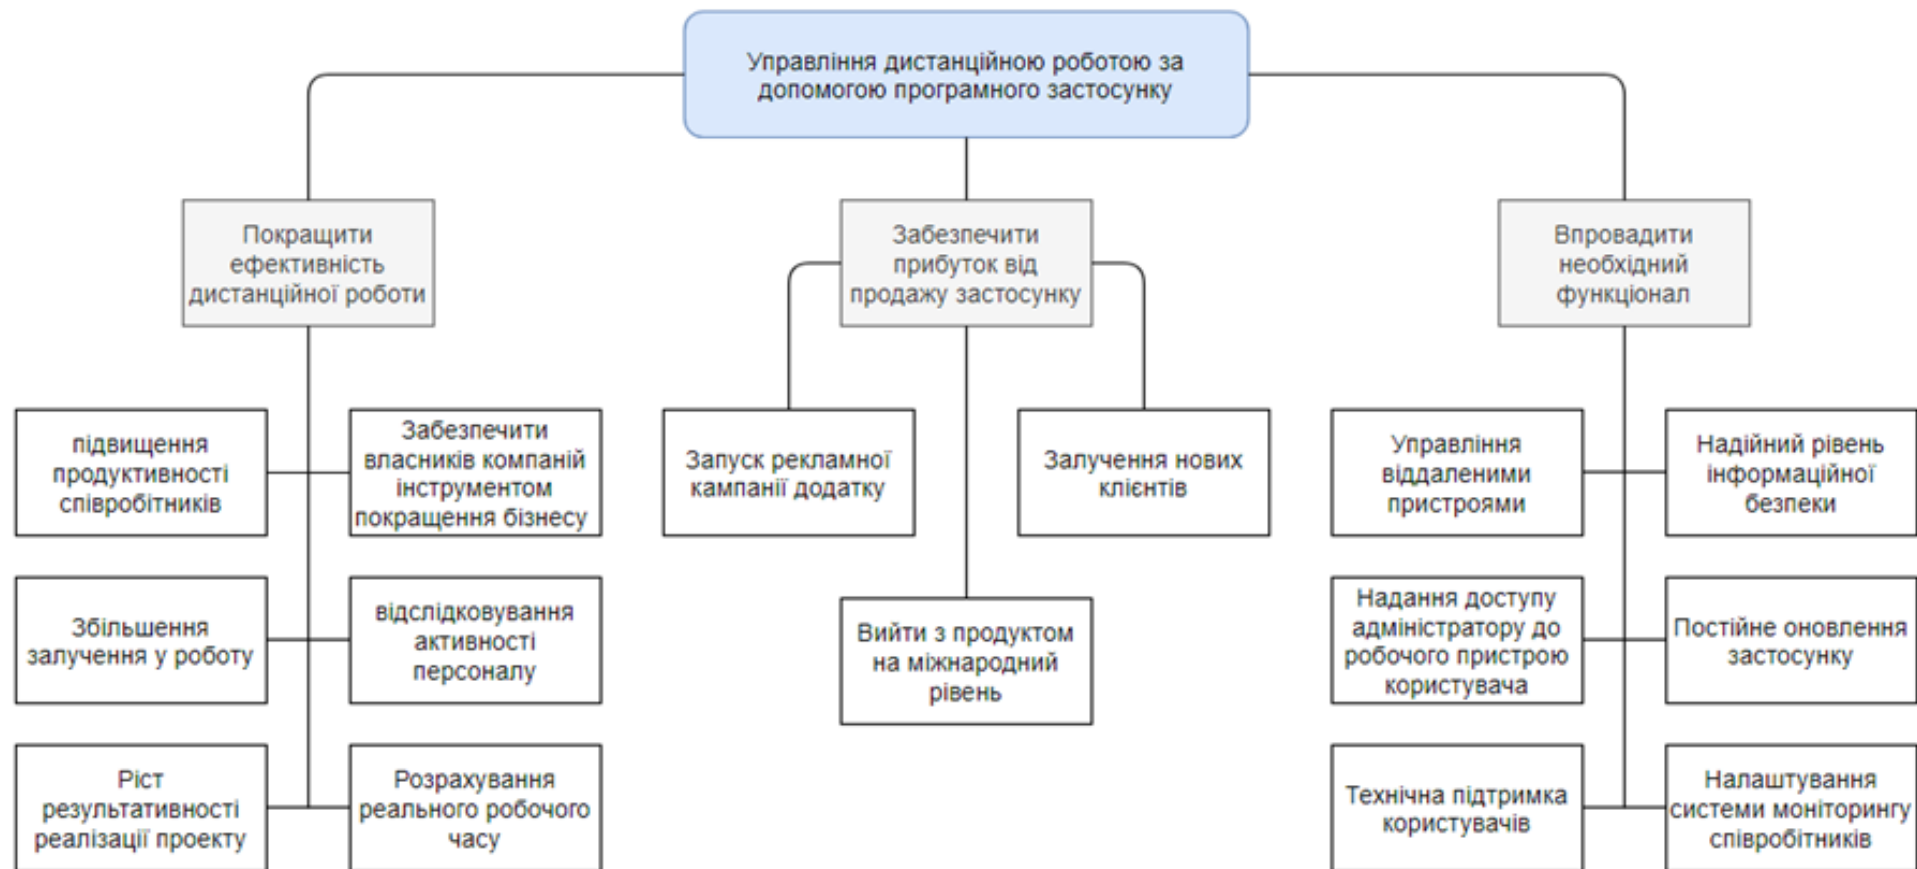 Управління дистанційною роботою за
допомогою програмного застосунку
Покращити
ефективність
дистанційної роботи
Забезпечити
прибуток від
продажу застосунку
Впровадити
необхідний
функціонал
підвищення
продуктивності
співробітників
Забезпечити
власників компаній
інструментом
покращення бізнесу
Запуск рекламної
кампанії додатку
Залучення нових
клієнтів
Управління
віддаленими
пристроями
Надійний рівень
інформаційної
безпеки
Збільшення
залучення у роботу
відслідковування
активності
персоналу
Вийти з продуктом
на міжнародний
рівень
Надання доступу
адміністратору до
робочого пристрою
користувача
Постійне оновлення
застосунку
Ріст
результативності
реалізації проекту
Розрахування
реального робочого
часу
Технічна підтримка
користувачів
Налаштування
системи моніторингу
співробітників